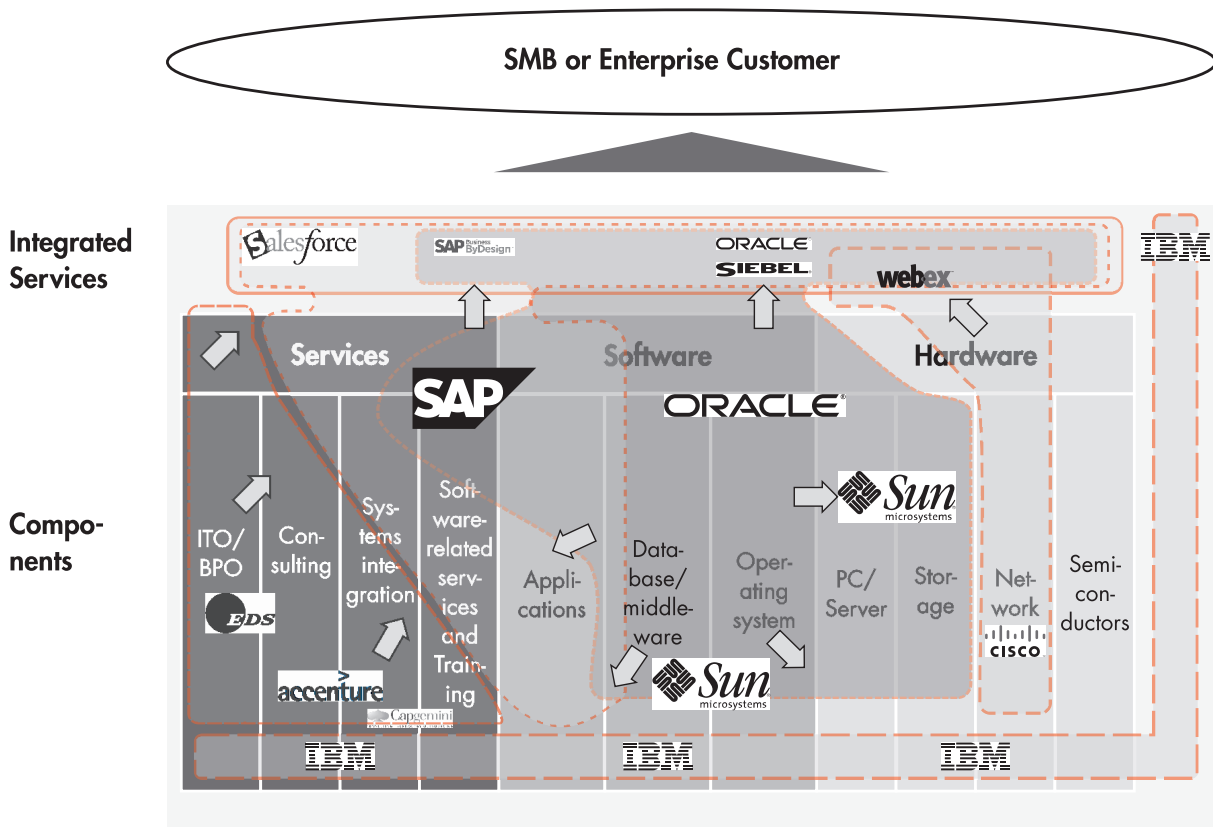 SMB or Enterprise Customer
Integrated
Services
Salesforce
SAP Business
ByDesign
ORACLE
SIEBEL
webex
IBM
Services
Software
Hardware
SAP
ORACLE
Compo-
nents
ITO/
BPO
EDS
Con-
sulting
Sys-
tems
inte-
gration
accenture
Soft-
ware-
related
serv-
ices
and
Train-
ing
Capgemini
Appli-
cations
Data-
base/
middle-
ware
Oper-
ating
system
Sun
microsystems
PC/
Server
Sun
microsystems
Stor-
age
Net-
work
CISCO
Semi-
con-
ductors
IBM
IBM
IBM